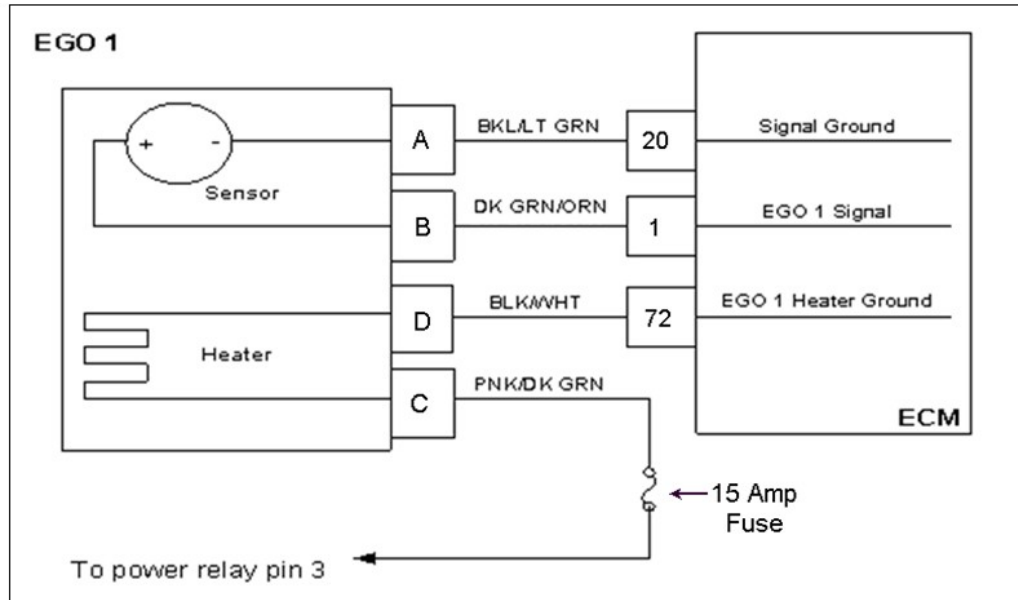 EGO 1
Sensor
Heater
A
B
D
C
BKL/LT GRN
DK GRN/ORN
BLK/WHT
PNK/DK GRN
20
1
72
Signal Ground
EGO 1 Signal
EGO 1 Heater Ground
ECM
15 Amp
Fuse
To power relay pin 3